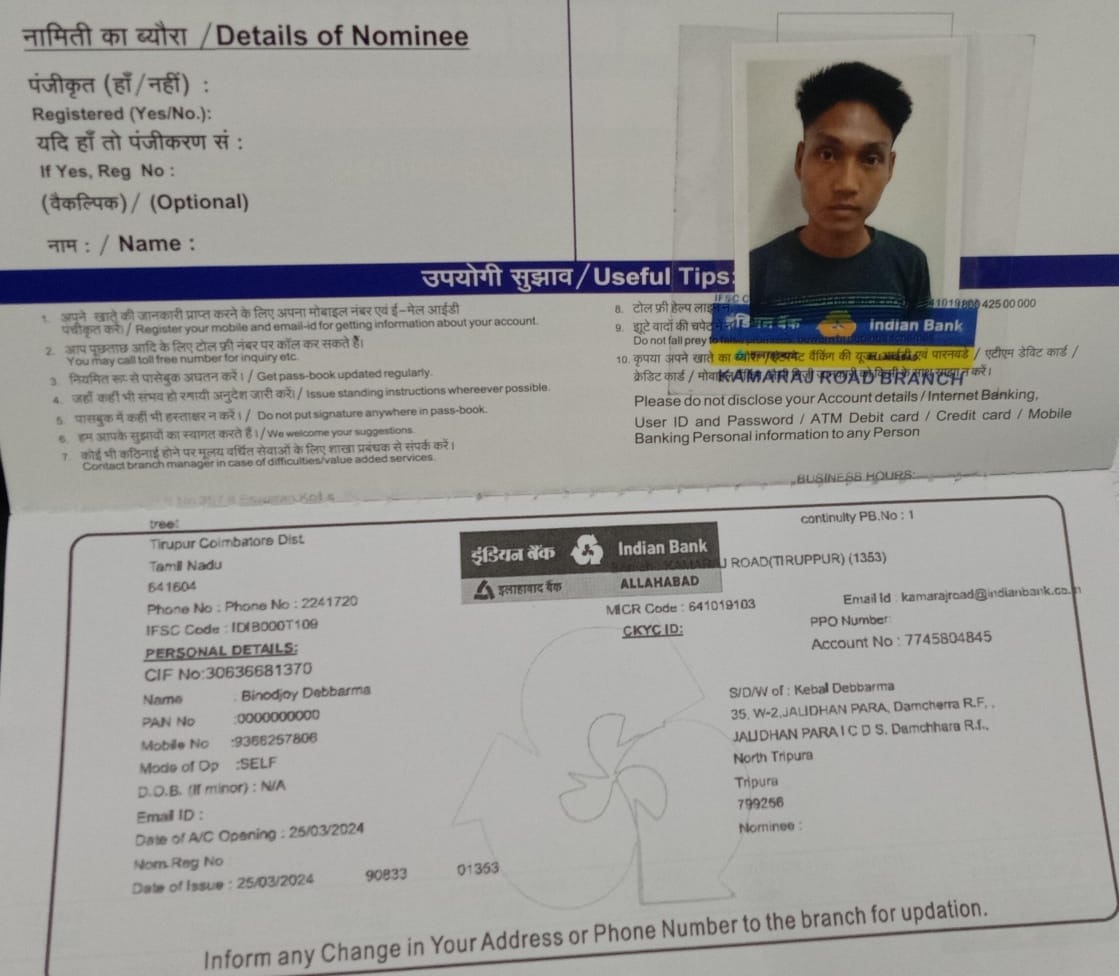 नामिती का ब्यौरा / Details of Nominee
पंजीकृत (हाँ/नहीं) :
Registered (Yes/No.):
यदि हाँ तो पंजीकरण सं :
If Yes, Reg No :
(वैकल्पिक) / (Optional)
नाम : / Name :
उपयोगी सुझाव / Useful Tips:
1. अपने खाते की जानकारी प्राप्त करने के लिए अपना मोबाइल नंबर एवं ई-मेल आईडी
पंजीकृत करें। / Register your mobile and email-id for getting information about your account.
2. आप पूछताछ आदि के लिए टोल फ्री नंबर पर कॉल कर सकते हैं।
You may call toll free number for inquiry etc.
3. नियमित रूप से पासबुक अद्यतन करें। / Get pass-book updated regularly.
4. जहाँ कहीं भी संभव हो स्थायी अनुदेश जारी करें। / Issue standing instructions whereever possible.
5. पासबुक में कहीं भी हस्ताक्षर न करें। / Do not put signature anywhere in pass-book.
6. हम आपके सुझावों का स्वागत करते हैं। / We welcome your suggestions.
7. कोई भी कठिनाई होने पर मूल्य वर्धित सेवाओं के लिए शाखा प्रबंधक से संपर्क करें।
Contact branch manager in case of difficulties/value added services.
IFSC C
8. टोल फ्री हेल्प लाइन 425 00 000
9. झूटे वादों की चपेट
Do not fall prey to
Indian Bank
10. कृपया अपने खाते का बैंकिंग की / एटीएम डेबिट कार्ड /
क्रेडिट कार्ड / न करें।
KAMARAJ ROAD BRANCH
Please do not disclose your Account details / Internet Banking,
User ID and Password / ATM Debit card / Credit card / Mobile
Banking Personal information to any Person
BUSINESS HOURS:
treet
Tirupur Coimbatore Dist
Tamil Nadu
641604
Phone No : Phone No : 2241720
IFSC Code : IDIB000T109
PERSONAL DETAILS:
CIF No:30636681370
Name : Binodjoy Debbarma
PAN No :0000000000
Mobile No :9366257806
Mode of Op :SELF
D.O.B. (If minor) : N/A
Email ID :
Date of A/C Opening : 25/03/2024
Nom.Reg No
Date of Issue : 25/03/2024 90833 01353
इंडियन बैंक Indian Bank
इलाहाबाद बैंक ALLAHABAD
continuity PB.No : 1
KAMARAJ ROAD(TIRUPPUR) (1353)
MICR Code : 641019103
CKYC ID:
Email Id : kamarajroad@indianbank.co.in
PPO Number:
Account No : 7745804845
S/D/W of : Kebal Debbarma
35, W-2,JALIDHAN PARA, Damcherra R.F, ,
JALIDHAN PARA I C D S. Damchhara R.f.,
North Tripura
Tripura
799256
Nominee :
Inform any Change in Your Address or Phone Number to the branch for updation.